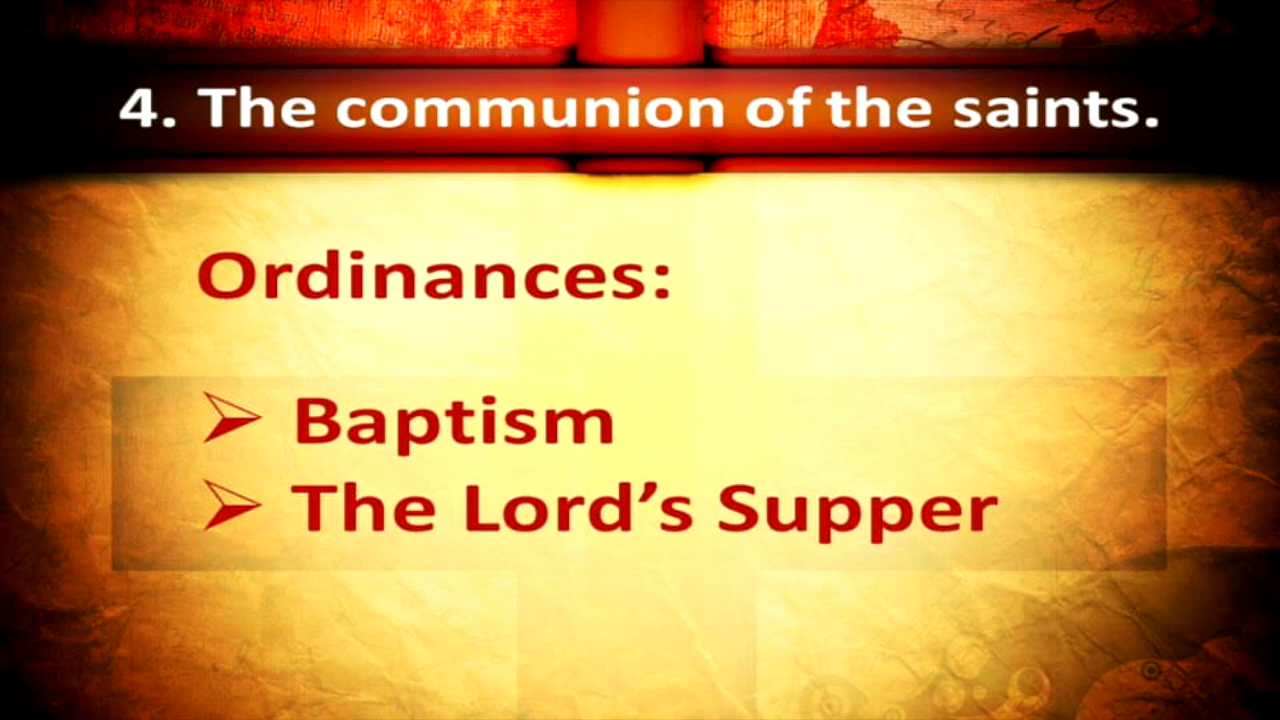 4. The communion of the saints.
Ordinances:
➢ Baptism
➢ The Lord’s Supper